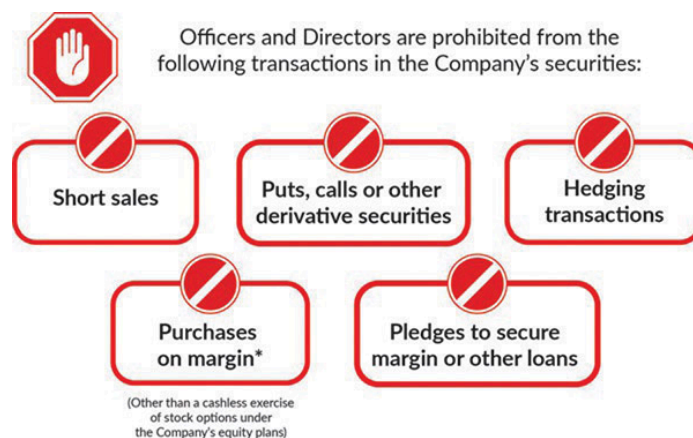 Officers and Directors are prohibited from the
following transactions in the Company's securities:
Short sales
Puts, calls or other
derivative securities
Hedging
transactions
Purchases
on margin*
(Other than a cashless exercise
of stock options under
the Company's equity plans)
Pledges to secure
margin or other loans